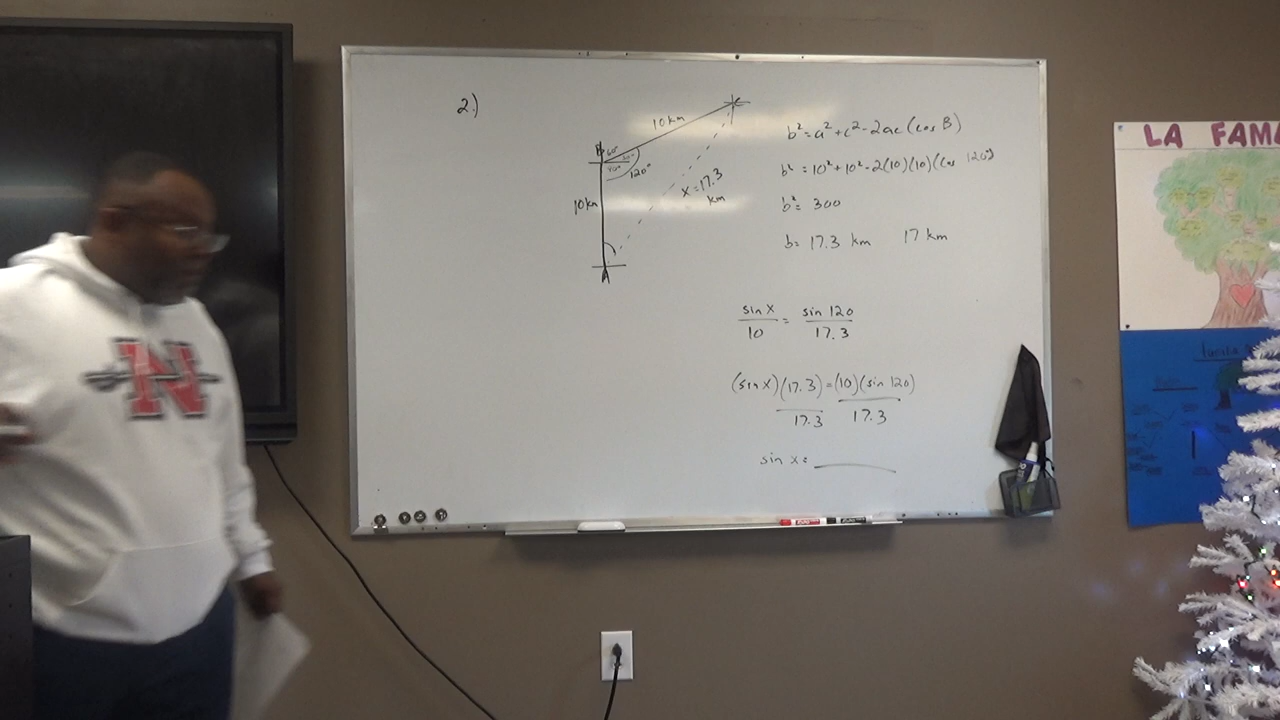 2.)
10 km
B
60°
30°
90°
120°
10km
x = 17.3
km
A
b² = a² + c² - 2ac (cos B)
b² = 10² + 10² - 2(10)(10)(cos 120°)
b² = 300
b = 17.3 km 17 km
sin x / 10 = sin 120 / 17.3
(sin x)(17.3) = (10)(sin 120)
17.3 17.3
sin x =
N
LA FAM